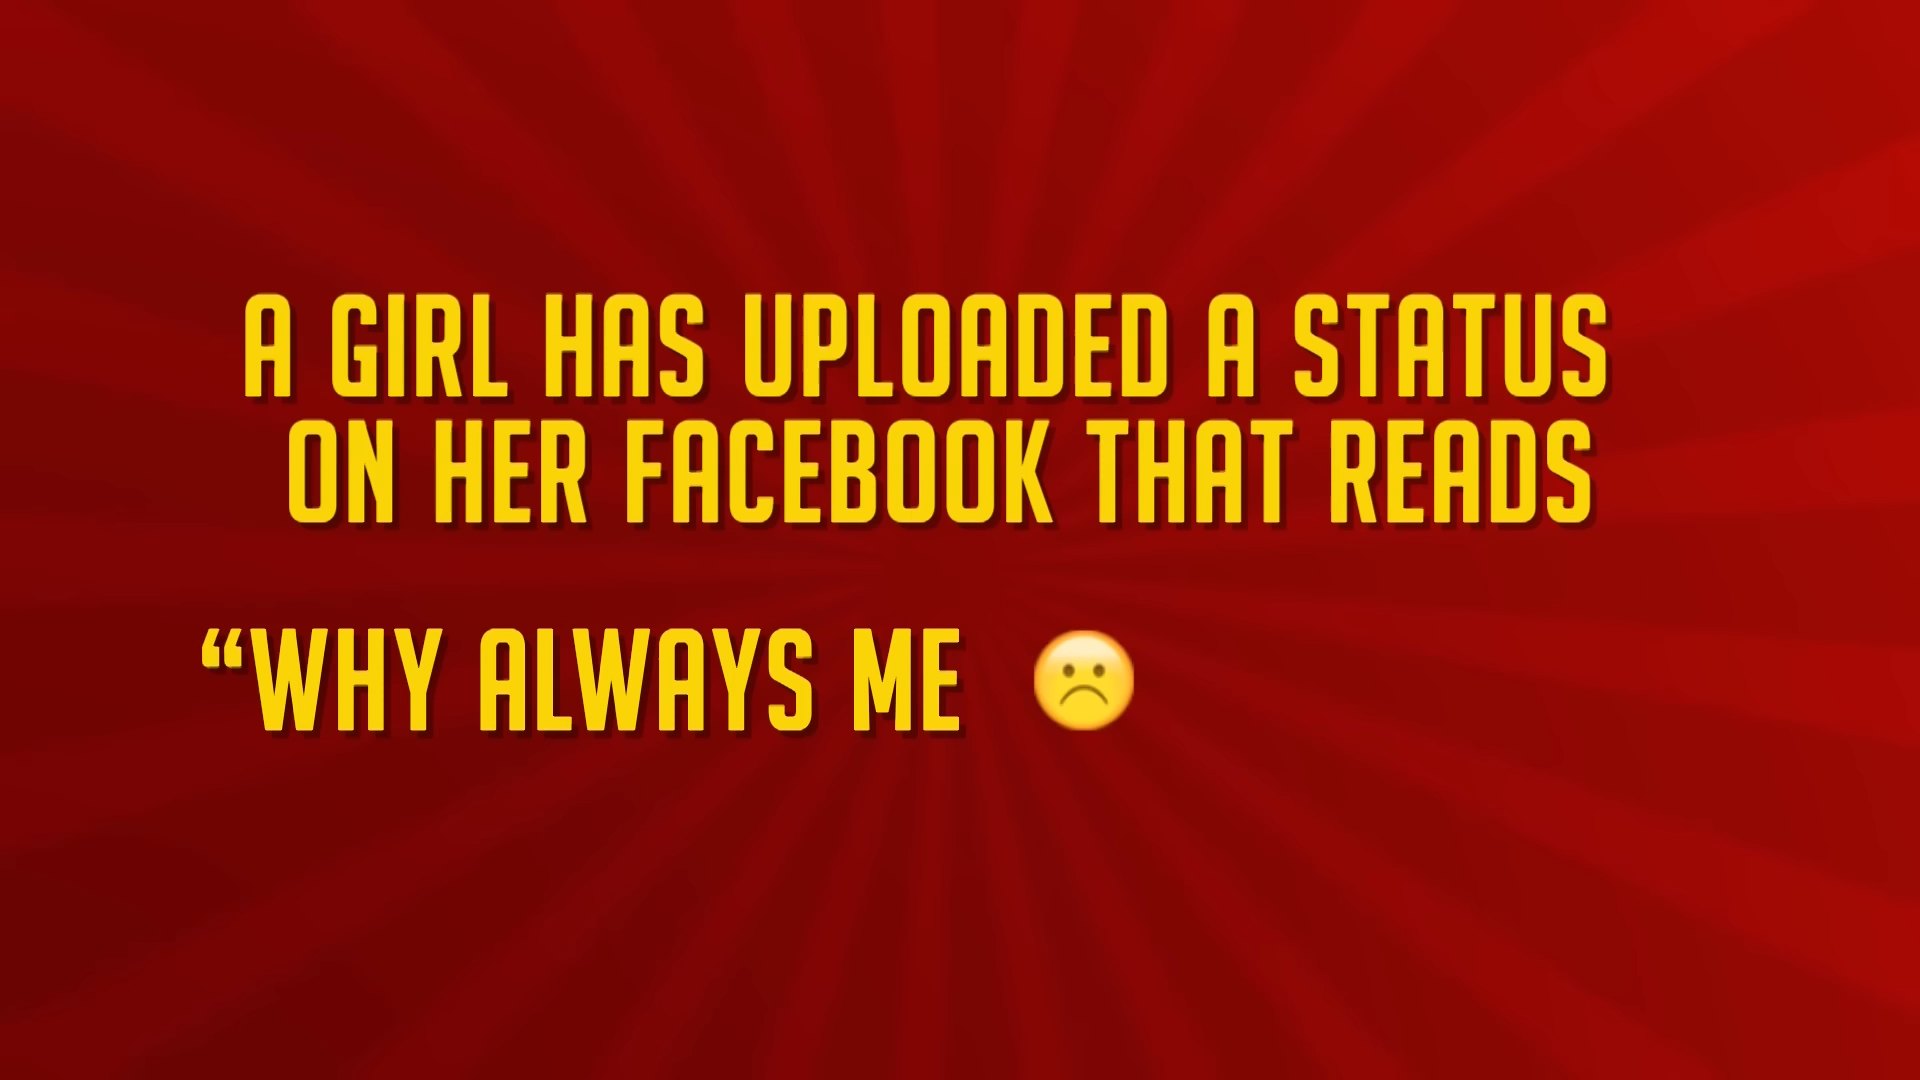 A GIRL HAS UPLOADED A STATUS
ON HER FACEBOOK THAT READS
“WHY ALWAYS ME ☹️